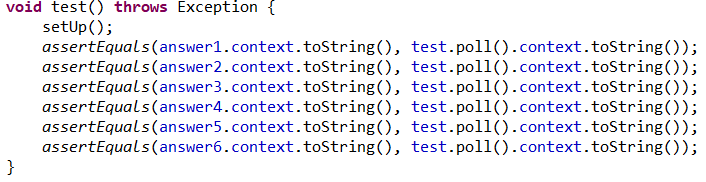 void test() throws Exception {
    setUp();
    assertEquals(answer1.context.toString(), test.poll().context.toString());
    assertEquals(answer2.context.toString(), test.poll().context.toString());
    assertEquals(answer3.context.toString(), test.poll().context.toString());
    assertEquals(answer4.context.toString(), test.poll().context.toString());
    assertEquals(answer5.context.toString(), test.poll().context.toString());
    assertEquals(answer6.context.toString(), test.poll().context.toString());
}